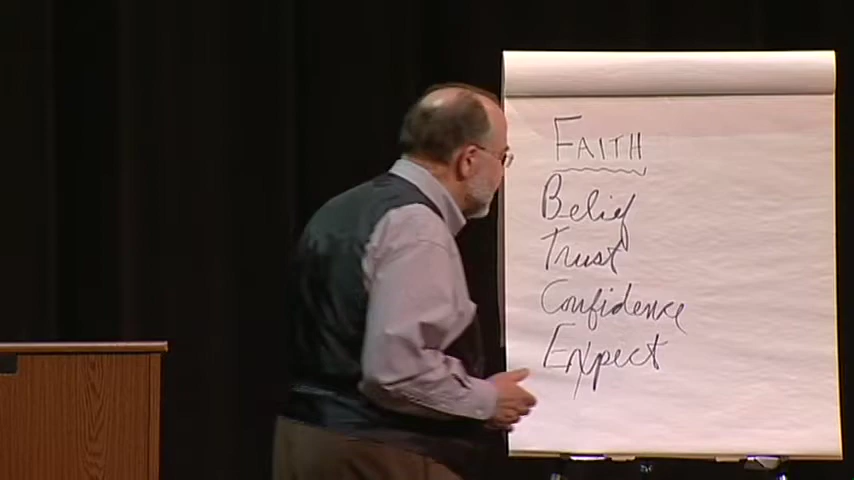 FAITH
Belief
Trust
Confidence
Expect